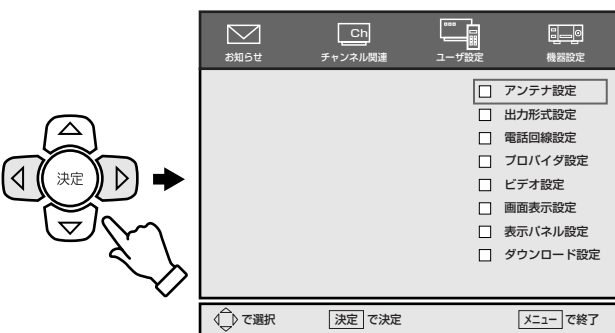 Ch
お知らせ チャンネル関連 ユーザ設定 機器設定
アンテナ設定
出力形式設定
電話回線設定
プロバイダ設定
ビデオ設定
画面表示設定
表示パネル設定
ダウンロード設定
決定
で選択 決定 で決定 メニュー で終了